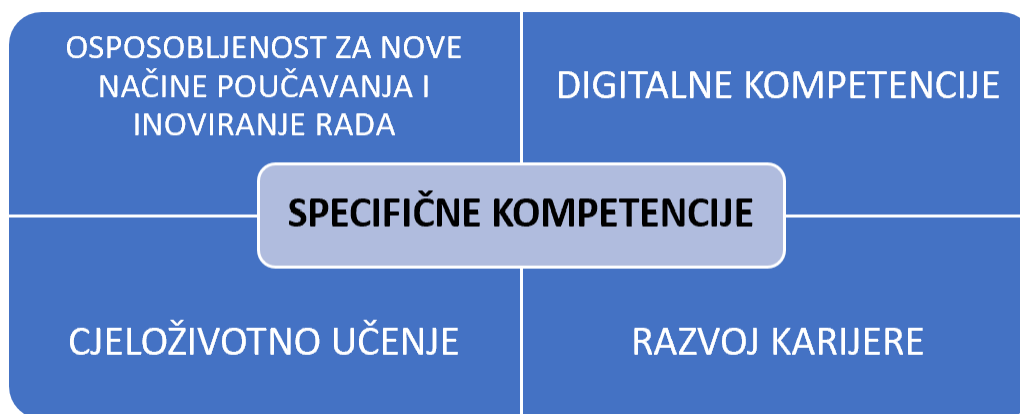 OSPOSOBLJENOST ZA NOVE
NAČINE POUČAVANJA I
INOVIRANJE RADA
DIGITALNE KOMPETENCIJE
SPECIFIČNE KOMPETENCIJE
CJELOŽIVOTNO UČENJE
RAZVOJ KARIJERE